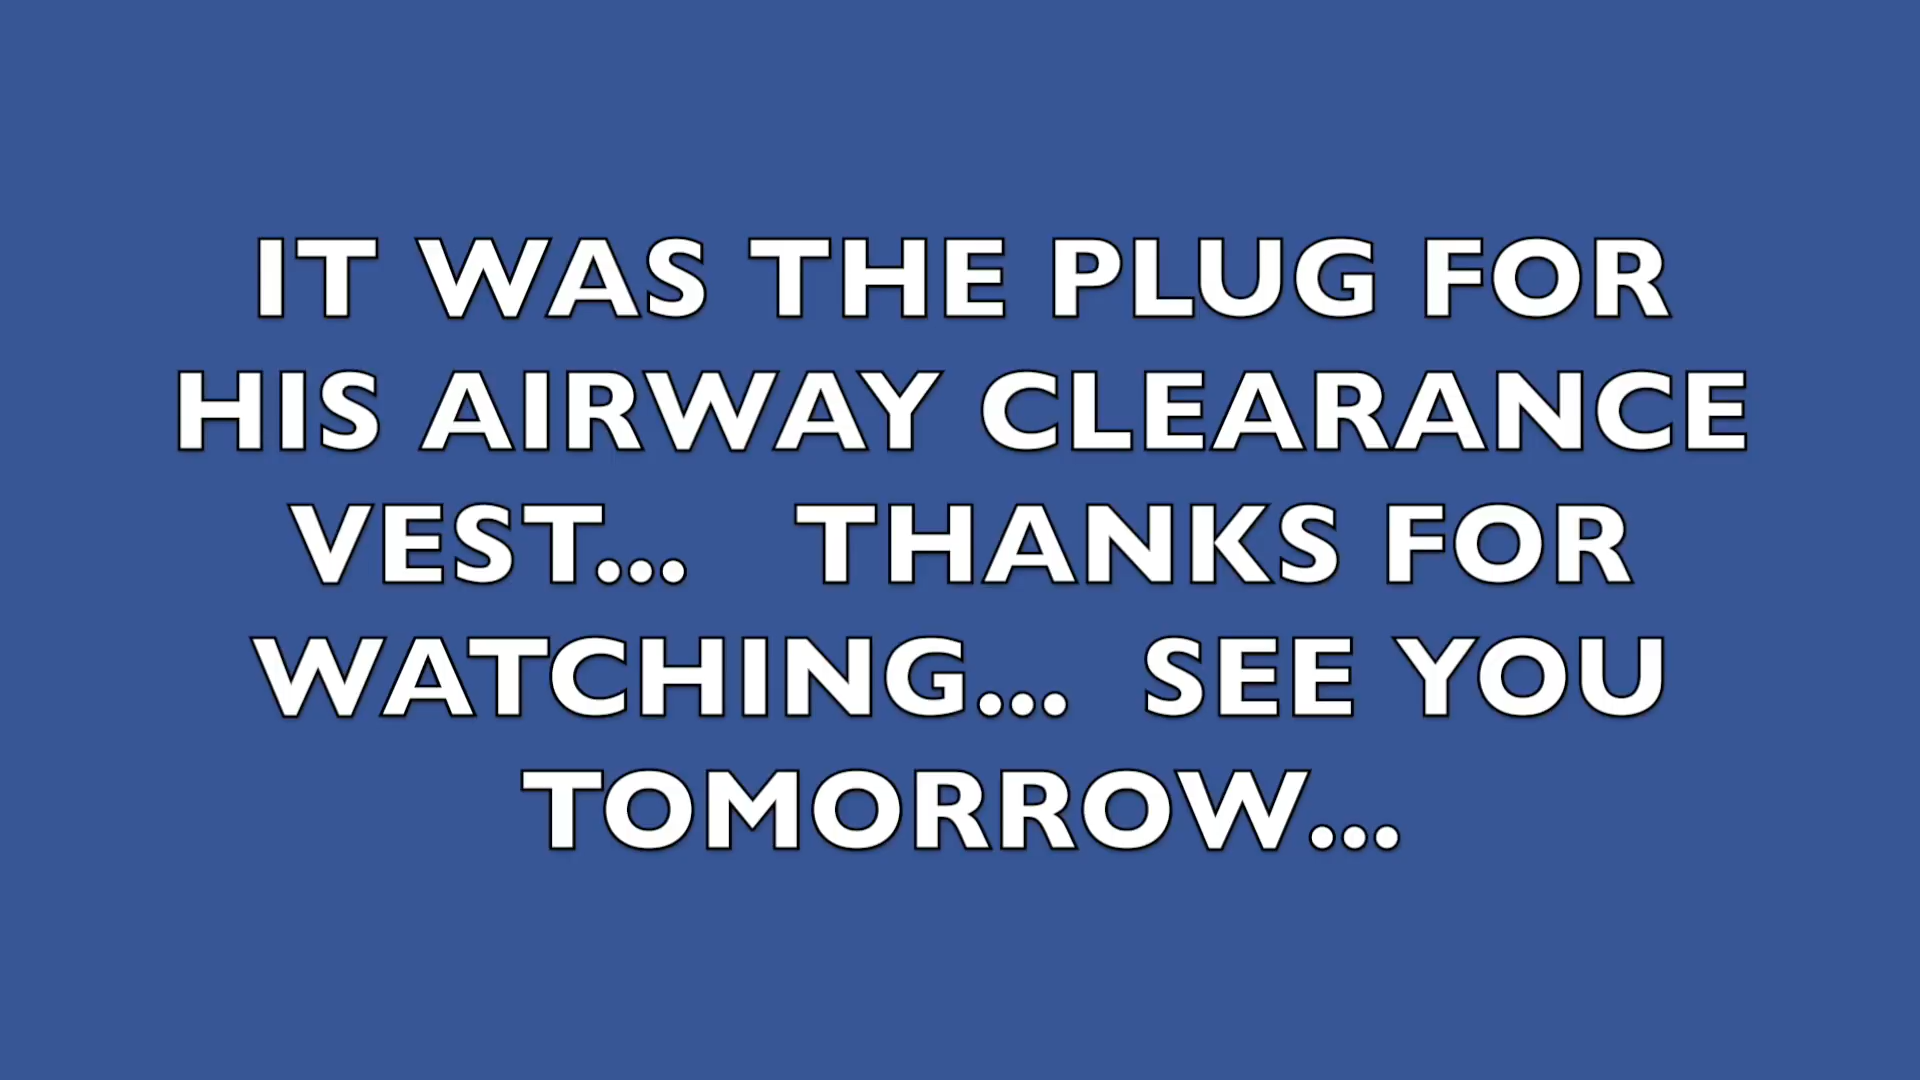 IT WAS THE PLUG FOR
HIS AIRWAY CLEARANCE
VEST...   THANKS FOR
WATCHING...  SEE YOU
TOMORROW...